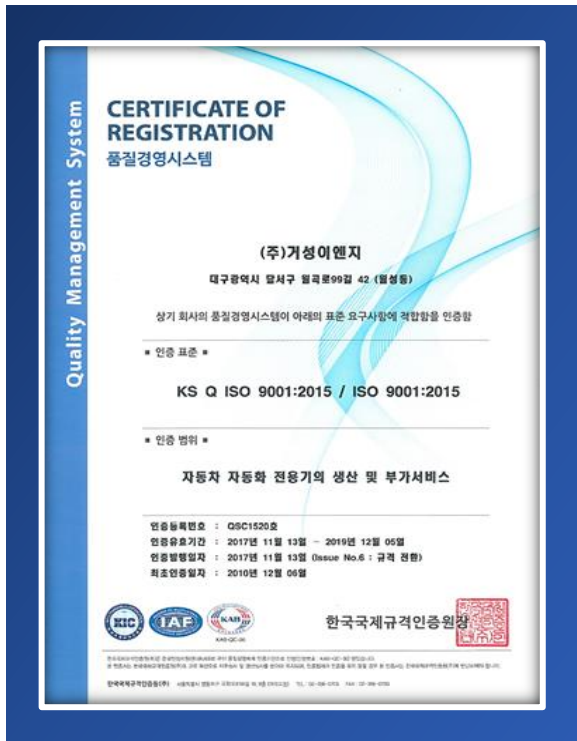 Quality Management System
CERTIFICATE OF
REGISTRATION
품질경영시스템
(주)거성이엔지
대구광역시 달서구 월곡로99길 42 (월성동)
상기 회사의 품질경영시스템이 아래의 표준 요구사항에 적합함을 인증함
■ 인증 표준 ■
KS Q ISO 9001:2015 / ISO 9001:2015
■ 인증 범위 ■
자동차 자동화 전용기의 생산 및 부가서비스
인증등록번호 : QSC1520호
인증유효기간 : 2017년 11월 13일 - 2019년 12월 05일
인증발행일자 : 2017년 11월 13일 (Issue No.6 : 규격 전환)
최초인증일자 : 2010년 12월 06일
KIC
IAF
KAB
한국국제규격인증원장
한국국제규격인증원(주)